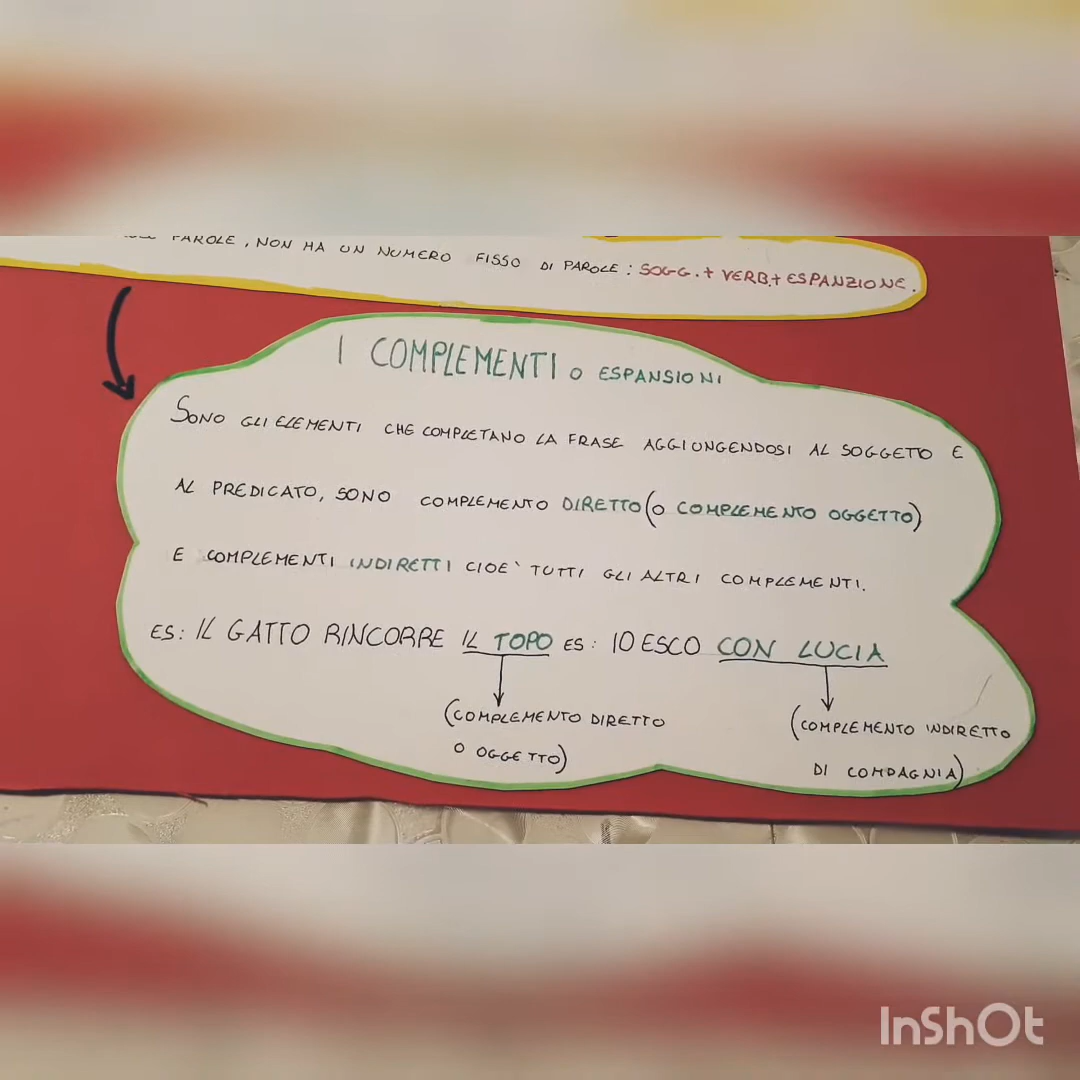 PAROLE, NON HA UN NUMERO FISSO DI PAROLE: SOGG.+ VERB.+ ESPANZIONE.
I COMPLEMENTI O ESPANSIONI
SONO GLI ELEMENTI CHE COMPLETANO LA FRASE AGGIUNGENDOSI AL SOGGETTO E
AL PREDICATO, SONO COMPLEMENTO DIRETTO (O COMPLEMENTO OGGETTO)
E COMPLEMENTI INDIRETTI CIOE' TUTTI GLI ALTRI COMPLEMENTI.
ES: IL GATTO RINCORRE IL TOPO ES: IO ESCO CON LUCIA
(COMPLEMENTO DIRETTO
O OGGETTO)
(COMPLEMENTO INDIRETTO
DI COMPAGNIA)
InShOt